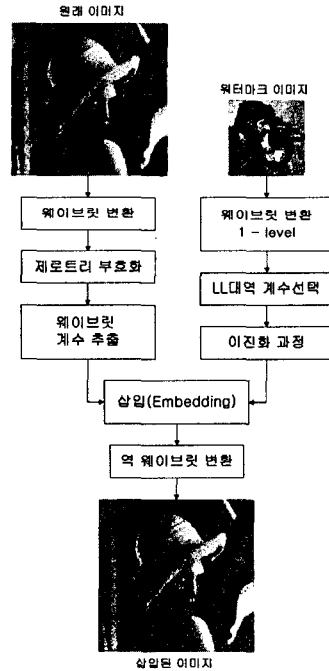 원래 이미지
워터마크 이미지
웨이브릿 변환
제로트리 부호화
웨이브릿
계수 추출
웨이브릿 변환
1 - level
LL대역 계수선택
이진화 과정
삽입(Embedding)
역 웨이브릿 변환
삽입된 이미지